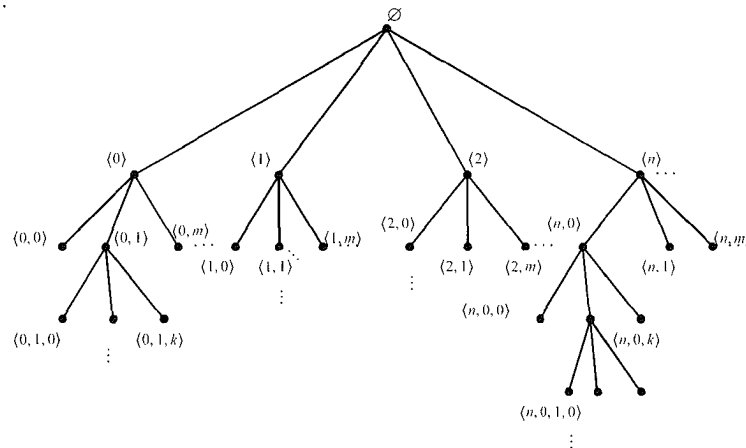 ∅
⟨0⟩ ⟨1⟩ ⟨2⟩ ⟨n⟩ ···
⟨0, 0⟩ ⟨0, 1⟩ ⟨0, m⟩ ··· ⟨1, 0⟩ ⟨1, 1⟩ ⋱ ⟨1, m⟩ ⟨2, 0⟩ ⟨2, 1⟩ ⟨2, m⟩ ··· ⟨n, 0⟩ ⟨n, 1⟩ ⟨n, m⟩
⋮ ⋮
⟨0, 1, 0⟩ ⋮ ⟨0, 1, k⟩ ⟨n, 0, 0⟩ ⟨n, 0, k⟩
⟨n, 0, 1, 0⟩
⋮